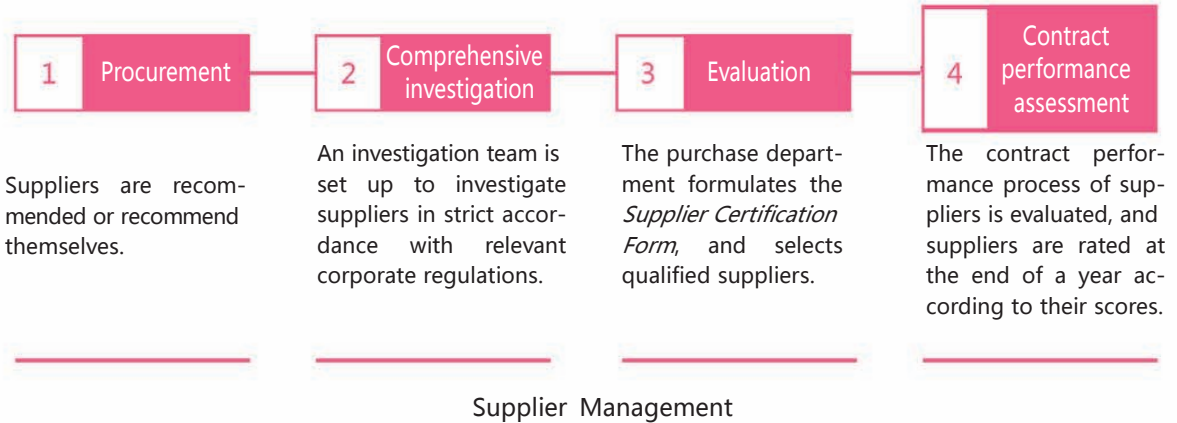 1
Procurement
Suppliers are recom-
mended or recommend
themselves.
2
Comprehensive
investigation
An investigation team is
set up to investigate
suppliers in strict accor-
dance with relevant
corporate regulations.
3
Evaluation
The purchase depart-
ment formulates the
Supplier Certification
Form, and selects
qualified suppliers.
4
Contract
performance
assessment
The contract perfor-
mance process of sup-
pliers is evaluated, and
suppliers are rated at
the end of a year ac-
cording to their scores.
Supplier Management